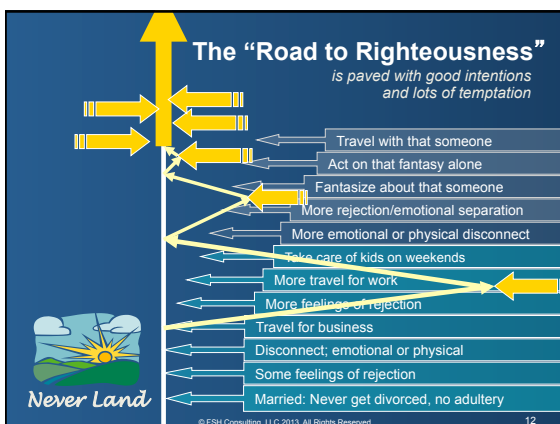 The “Road to Righteousness”
is paved with good intentions
and lots of temptation
Travel with that someone
Act on that fantasy alone
Fantasize about that someone
More rejection/emotional separation
More emotional or physical disconnect
Take care of kids on weekends
More travel for work
More feelings of rejection
Travel for business
Disconnect; emotional or physical
Some feelings of rejection
Married: Never get divorced, no adultery
Never Land
© FSH Consulting, LLC 2013. All Rights Reserved
12